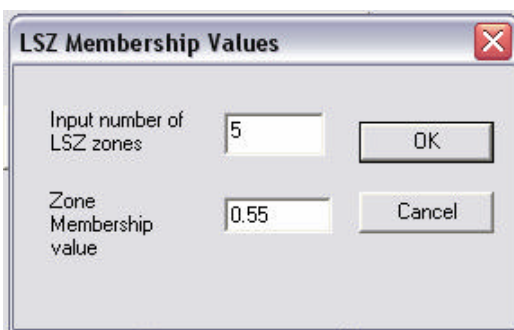 LSZ Membership Values
Input number of
LSZ zones
5
OK
Zone
Membership
value
0.55
Cancel